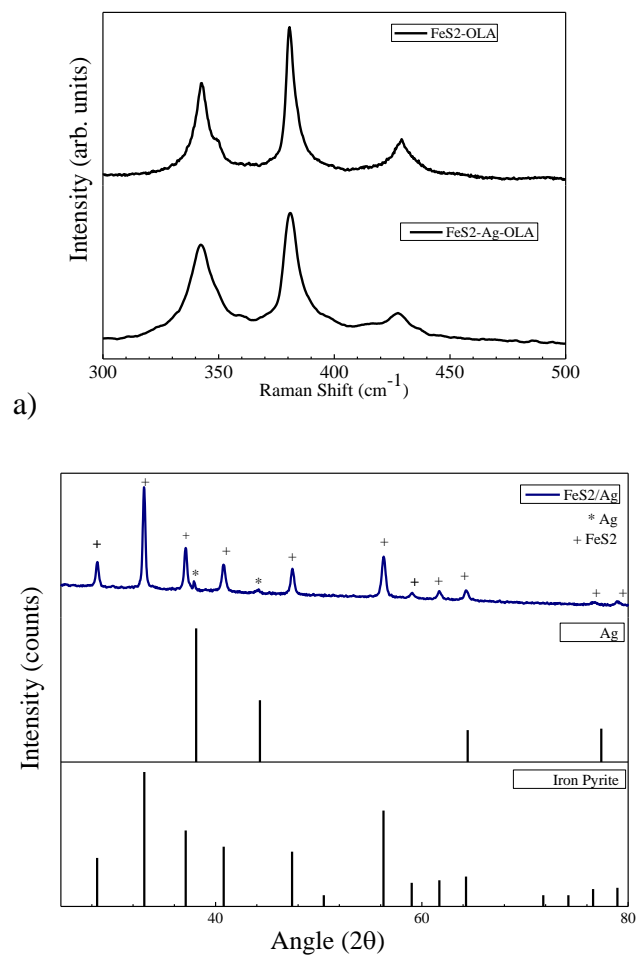 FeS2-OLA
FeS2-Ag-OLA
Intensity (arb. units)
300 350 400 450 500
Raman Shift (cm-1)
a)
FeS2/Ag
* Ag
+ FeS2
+ + + * + * + + + + + + +
Ag
Iron Pyrite
Intensity (counts)
40 60 80
Angle (2θ)